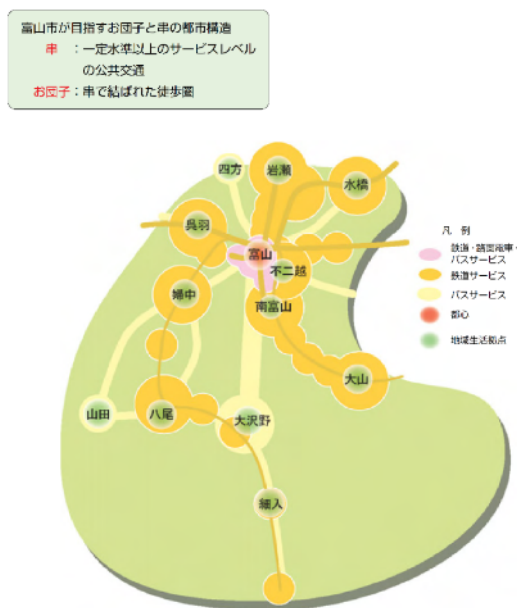 富山市が目指すお団子と串の都市構造
串 ：一定水準以上のサービスレベル
の公共交通
お団子：串で結ばれた徒歩圏
四方
岩瀬
水橋
呉羽
富山
不二越
婦中
南富山
大山
山田
八尾
大沢野
細入
凡 例
鉄道・路面電車・
バスサービス
鉄道サービス
バスサービス
都心
地域生活拠点